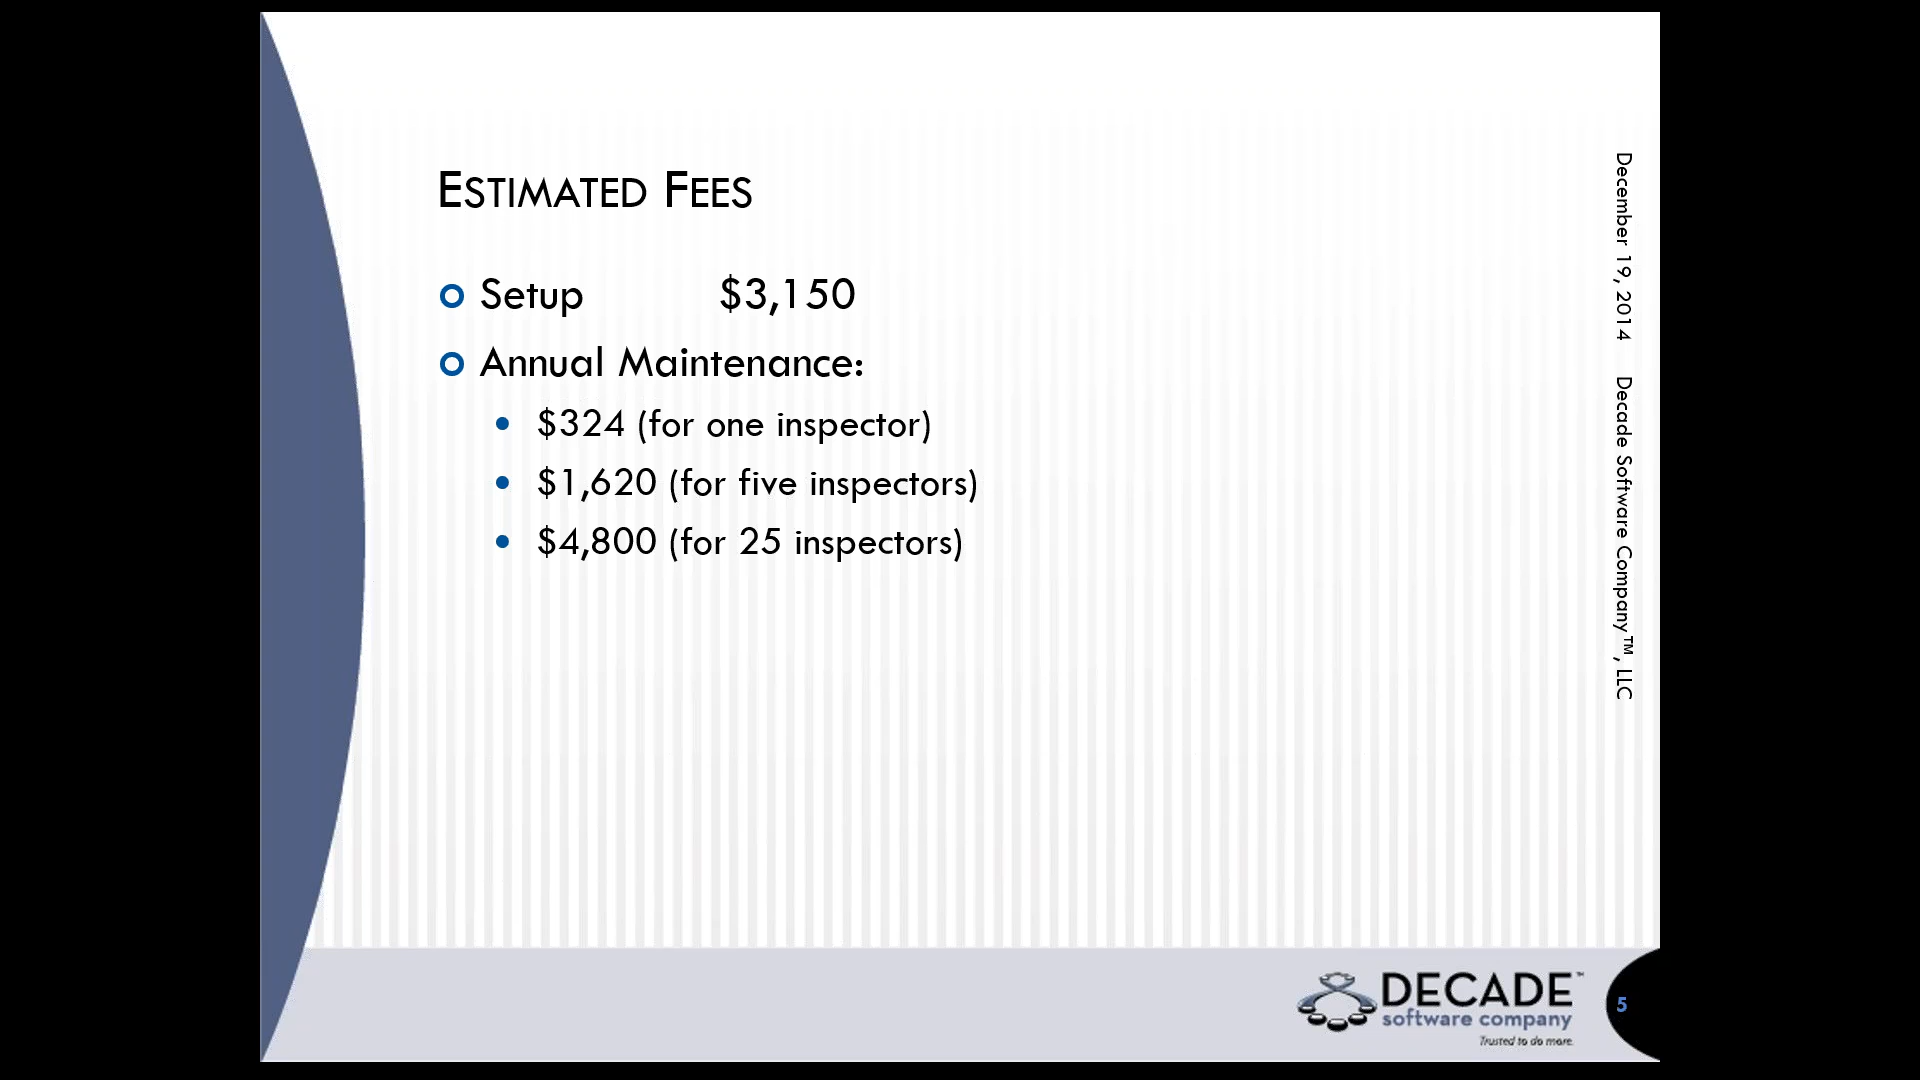 ESTIMATED FEES
Setup $3,150
Annual Maintenance:
$324 (for one inspector)
$1,620 (for five inspectors)
$4,800 (for 25 inspectors)
December 19, 2014 Decade Software Company™, LLC
DECADE™
software company
Trusted to do more.
5